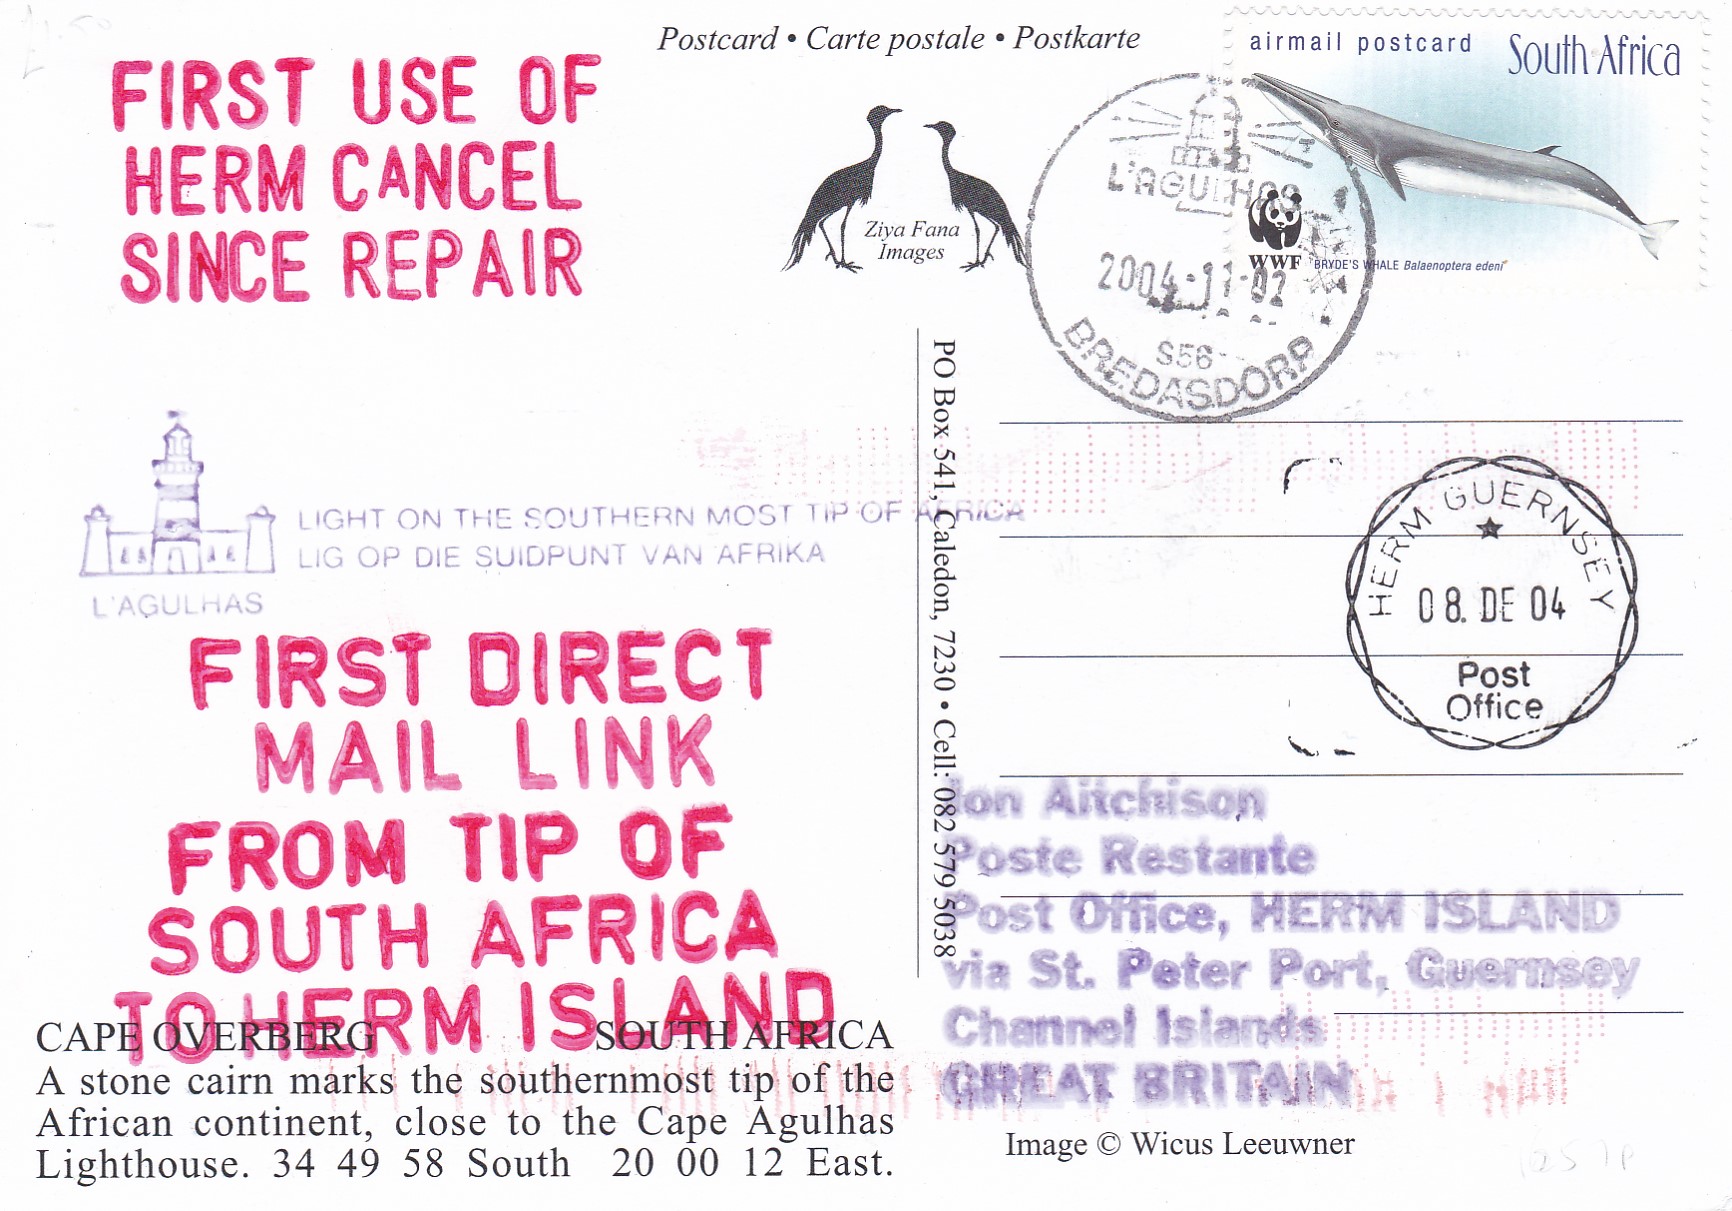 £1.50
Postcard • Carte postale • Postkarte
airmail postcard South Africa
FIRST USE OF
HERM CANCEL
SINCE REPAIR
Ziya Fana
Images
L'AGULHAS
WWF BRYDE'S WHALE Balaenoptera edeni
2004-11-02
S56
BREDASDORP
PO Box 541, Caledon, 7230 • Cell: 082 579 5038
LIGHT ON THE SOUTHERN MOST TIP OF AFRICA
LIG OP DIE SUIDPUNT VAN AFRIKA
L'AGULHAS
HERM GUERNSEY
08. DE 04
Post
Office
FIRST DIRECT
MAIL LINK
FROM TIP OF
SOUTH AFRICA
TO HERM ISLAND
Jon Aitchison
Poste Restante
Post Office, HERM ISLAND
via St. Peter Port, Guernsey
Channel Islands
GREAT BRITAIN
CAPE OVERBERG SOUTH AFRICA
A stone cairn marks the southernmost tip of the
African continent, close to the Cape Agulhas
Lighthouse. 34 49 58 South 20 00 12 East.
Image © Wicus Leeuwner